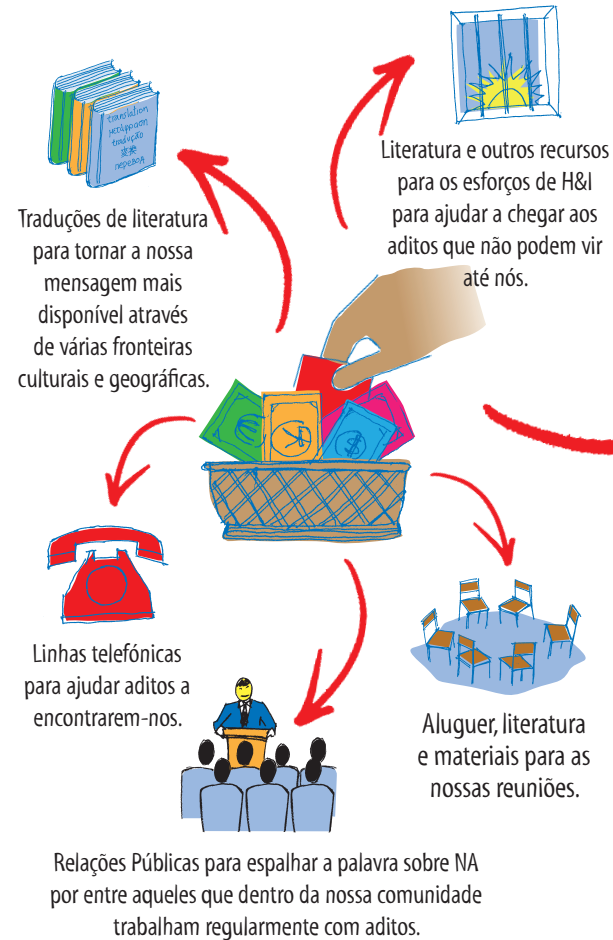 translation
tradução
Literatura e outros recursos
para os esforços de H&I
para ajudar a chegar aos
aditos que não podem vir
até nós.
Traduções de literatura
para tornar a nossa
mensagem mais
disponível através
de várias fronteiras
culturais e geográficas.
€
$
Linhas telefónicas
para ajudar aditos a
encontrarem-nos.
Aluguer, literatura
e materiais para as
nossas reuniões.
Relações Públicas para espalhar a palavra sobre NA
por entre aqueles que dentro da nossa comunidade
trabalham regularmente com aditos.